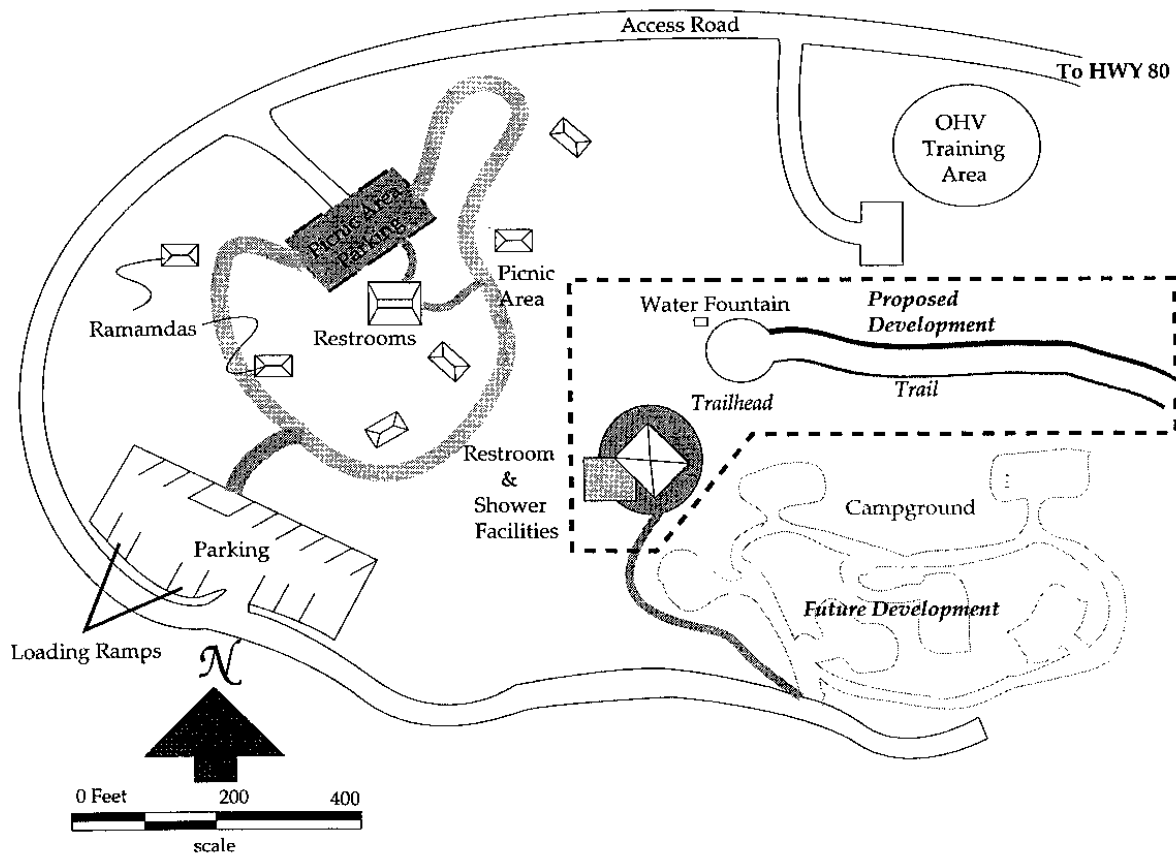 Access Road
To HWY 80
OHV
Training
Area
Picnic Area
Parking
Picnic
Area
Ramamdas
Restrooms
Water Fountain
Proposed
Development
Trail
Trailhead
Restroom
&
Shower
Facilities
Campground
Parking
Future Development
Loading Ramps
N
0 Feet
200
400
scale